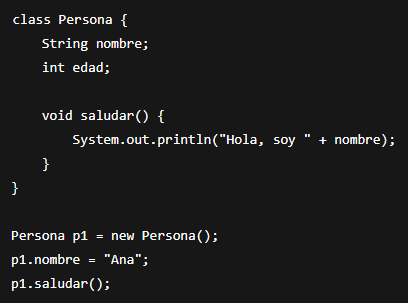 class Persona {
    String nombre;
    int edad;

    void saludar() {
        System.out.println("Hola, soy " + nombre);
    }
}

Persona p1 = new Persona();
p1.nombre = "Ana";
p1.saludar();